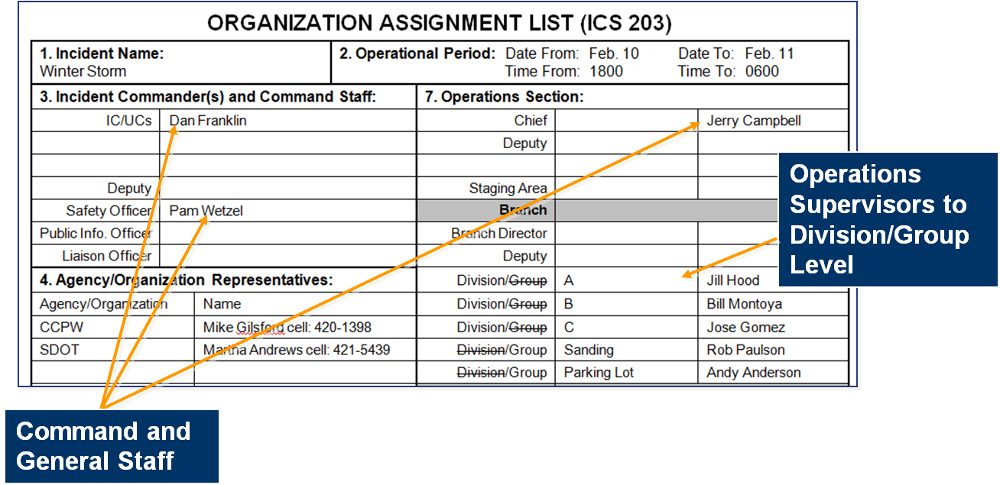 ORGANIZATION ASSIGNMENT LIST (ICS 203)
1. Incident Name:
Winter Storm
2. Operational Period: Date From: Feb. 10 Date To: Feb. 11
Time From: 1800 Time To: 0600
3. Incident Commander(s) and Command Staff:
IC/UCs Dan Franklin
Deputy
Safety Officer Pam Wetzel
Public Info. Officer
Liaison Officer
4. Agency/Organization Representatives:
Agency/Organization Name
CCPW Mike Gilsford cell: 420-1398
SDOT Martha Andrews cell: 421-5439
7. Operations Section:
Chief Jerry Campbell
Deputy
Staging Area
Branch
Branch Director
Deputy
Division/Group A Jill Hood
Division/Group B Bill Montoya
Division/Group C Jose Gomez
Division/Group Sanding Rob Paulson
Division/Group Parking Lot Andy Anderson
Operations
Supervisors to
Division/Group
Level
Command and
General Staff